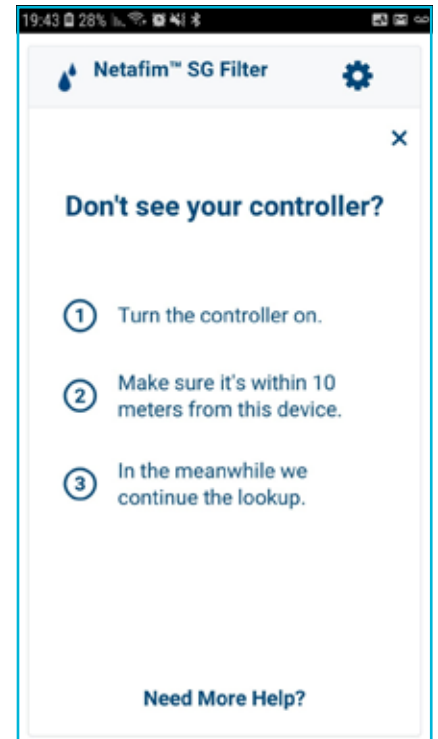 19:43 28%
Netafim™ SG Filter
Don't see your controller?
1 Turn the controller on.
2 Make sure it's within 10
meters from this device.
3 In the meanwhile we
continue the lookup.
Need More Help?